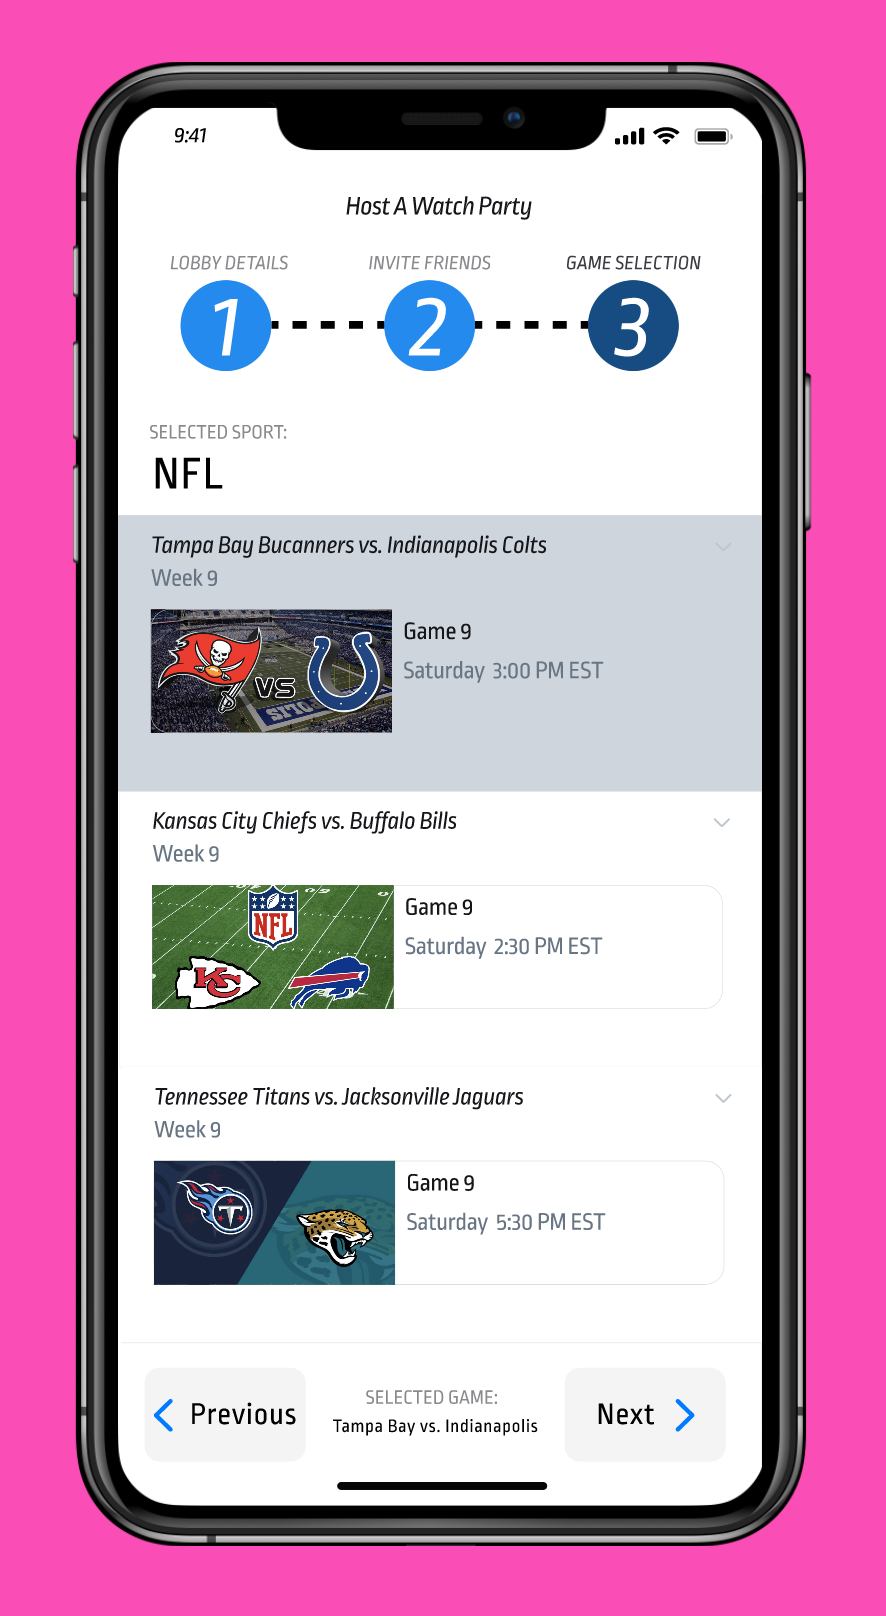 9:41
Host A Watch Party
LOBBY DETAILS
INVITE FRIENDS
GAME SELECTION
1
2
3
SELECTED SPORT:
NFL
Tampa Bay Bucanners vs. Indianapolis Colts
Week 9
VS
POLIS
Game 9
Saturday 3:00 PM EST
Kansas City Chiefs vs. Buffalo Bills
Week 9
NFL
KC
Game 9
Saturday 2:30 PM EST
Tennessee Titans vs. Jacksonville Jaguars
Week 9
T
Game 9
Saturday 5:30 PM EST
Previous
SELECTED GAME:
Tampa Bay vs. Indianapolis
Next